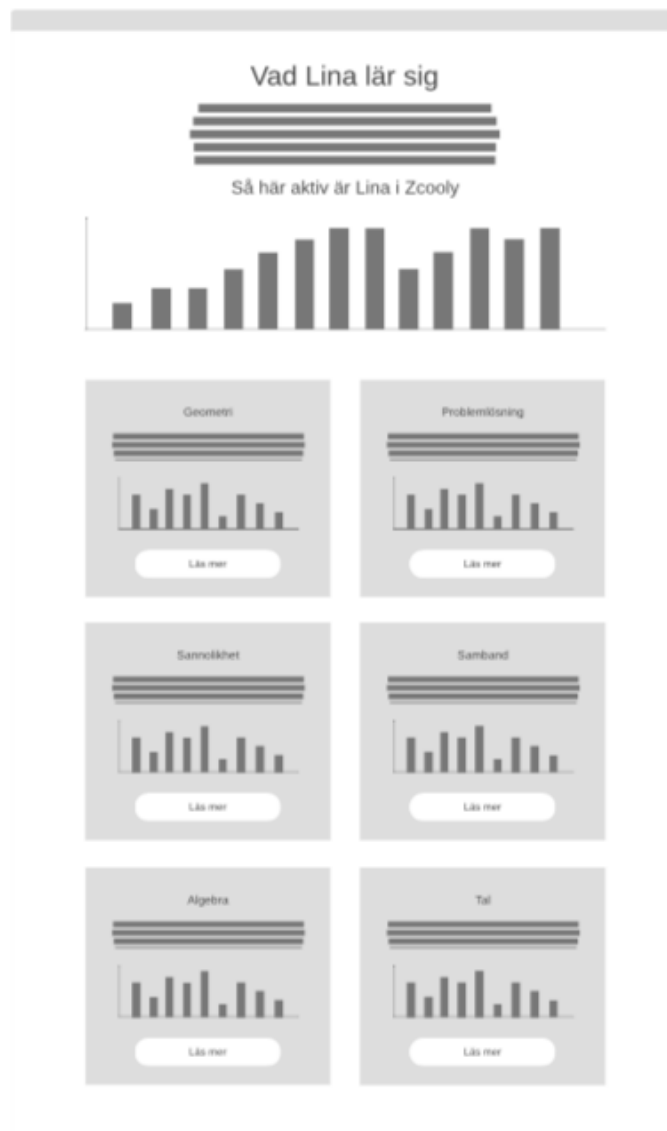 Vad Lina lär sig
Så här aktiv är Lina i Zcooly
Geometri
Problemlösning
Läs mer
Läs mer
Sannolikhet
Samband
Läs mer
Läs mer
Algebra
Tal
Läs mer
Läs mer